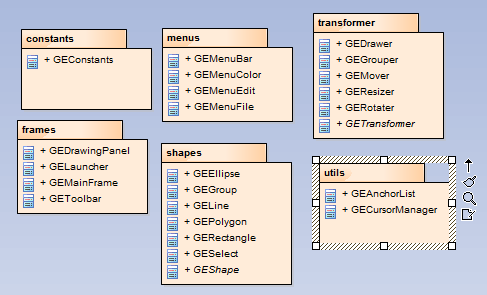 constants
+ GEConstants
menus
+ GEMenuBar
+ GEMenuColor
+ GEMenuEdit
+ GEMenuFile
transformer
+ GEDrawer
+ GEGrouper
+ GEMover
+ GEResizer
+ GERotater
+ GETransformer
frames
+ GEDrawingPanel
+ GELauncher
+ GEMainFrame
+ GEToolbar
shapes
+ GEEllipse
+ GEGroup
+ GELine
+ GEPolygon
+ GERectangle
+ GESelect
+ GEShape
utils
+ GEAnchorList
+ GECursorManager